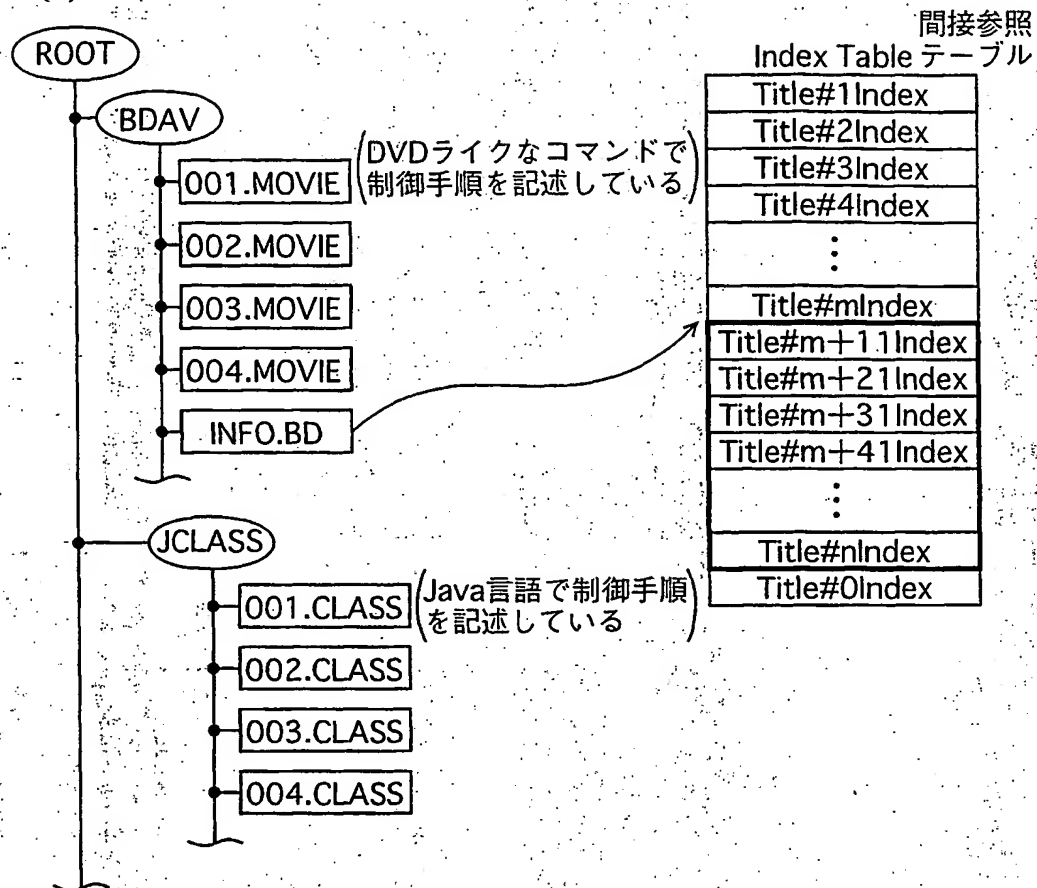 ROOT
BDAV
001.MOVIE
(DVDライクなコマンドで
制御手順を記述している)
002.MOVIE
003.MOVIE
004.MOVIE
INFO.BD
JCLASS
001.CLASS
(Java言語で制御手順
を記述している)
002.CLASS
003.CLASS
004.CLASS
間接参照
Index Table テーブル
Title#1Index
Title#2Index
Title#3Index
Title#4Index
⋮
Title#mIndex
Title#m+11Index
Title#m+21Index
Title#m+31Index
Title#m+41Index
⋮
Title#nIndex
Title#0Index